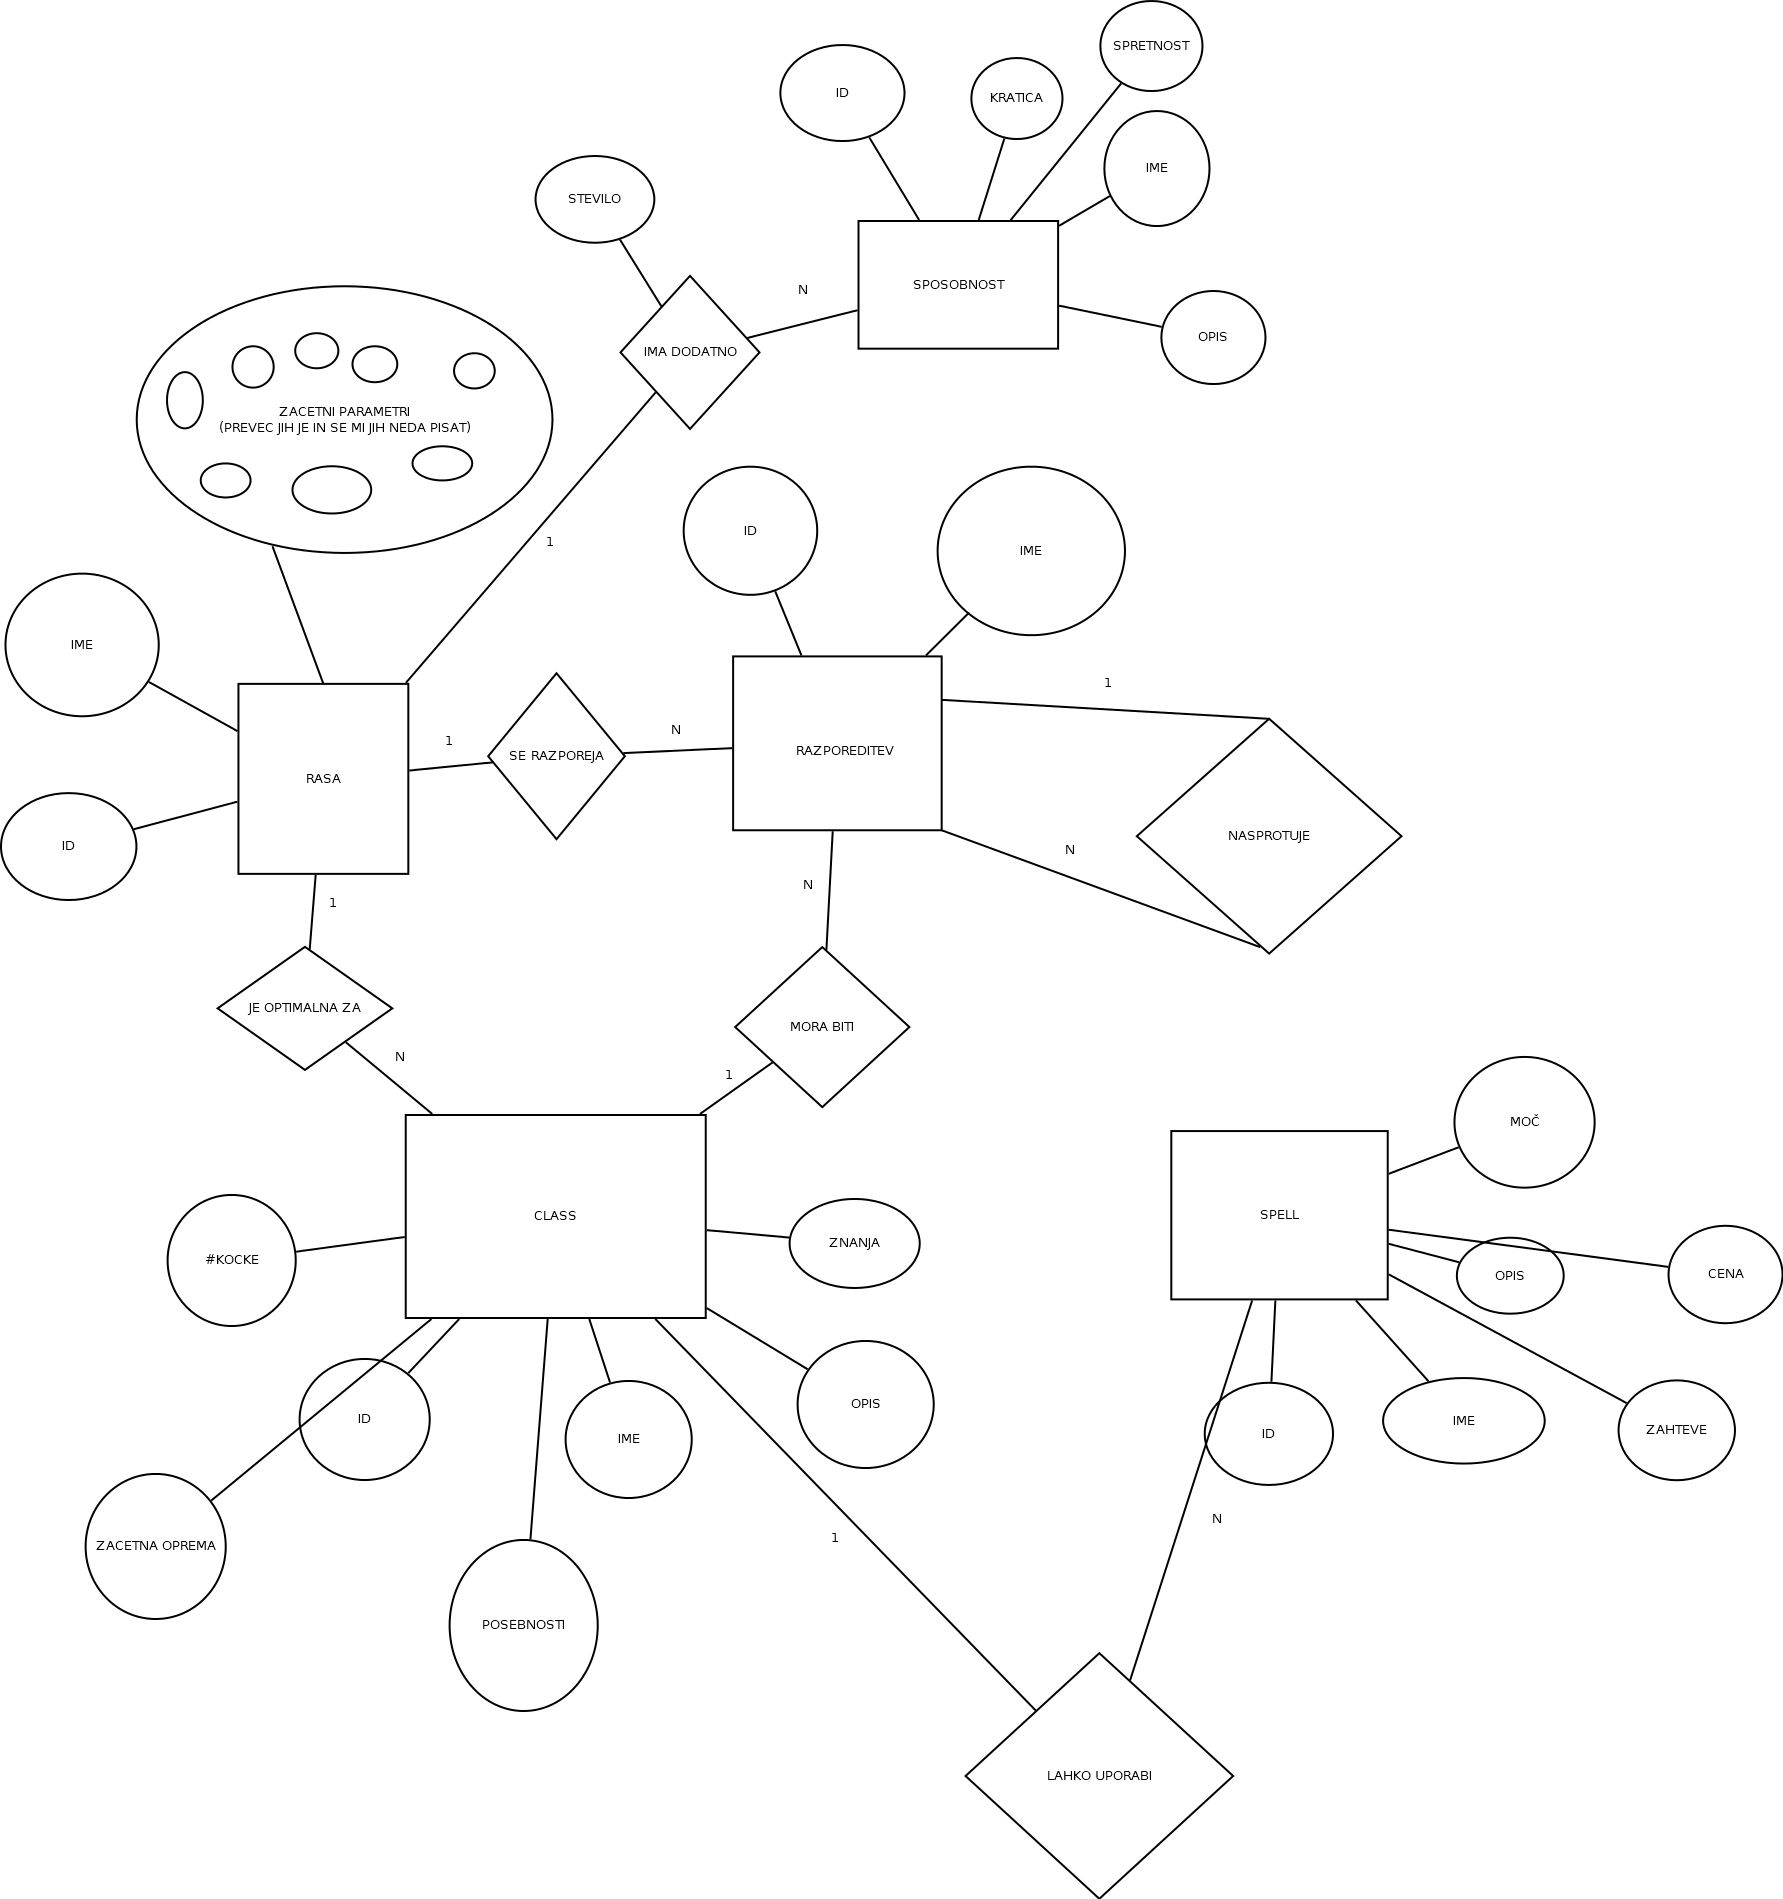 SPRETNOST
ID
KRATICA
IME
STEVILO
SPOSOBNOST
N
OPIS
IMA DODATNO
ZACETNI PARAMETRI
(PREVEC JIH JE IN SE MI JIH NEDA PISAT)
1
ID
IME
IME
1
RASA
1
SE RAZPOREJA
N
RAZPOREDITEV
NASPROTUJE
ID
N
N
1
JE OPTIMALNA ZA
MORA BITI
N
1
MOČ
CLASS
SPELL
#KOCKE
ZNANJA
OPIS
CENA
ID
IME
OPIS
ID
IME
ZAHTEVE
ZACETNA OPREMA
1
N
POSEBNOSTI
LAHKO UPORABI